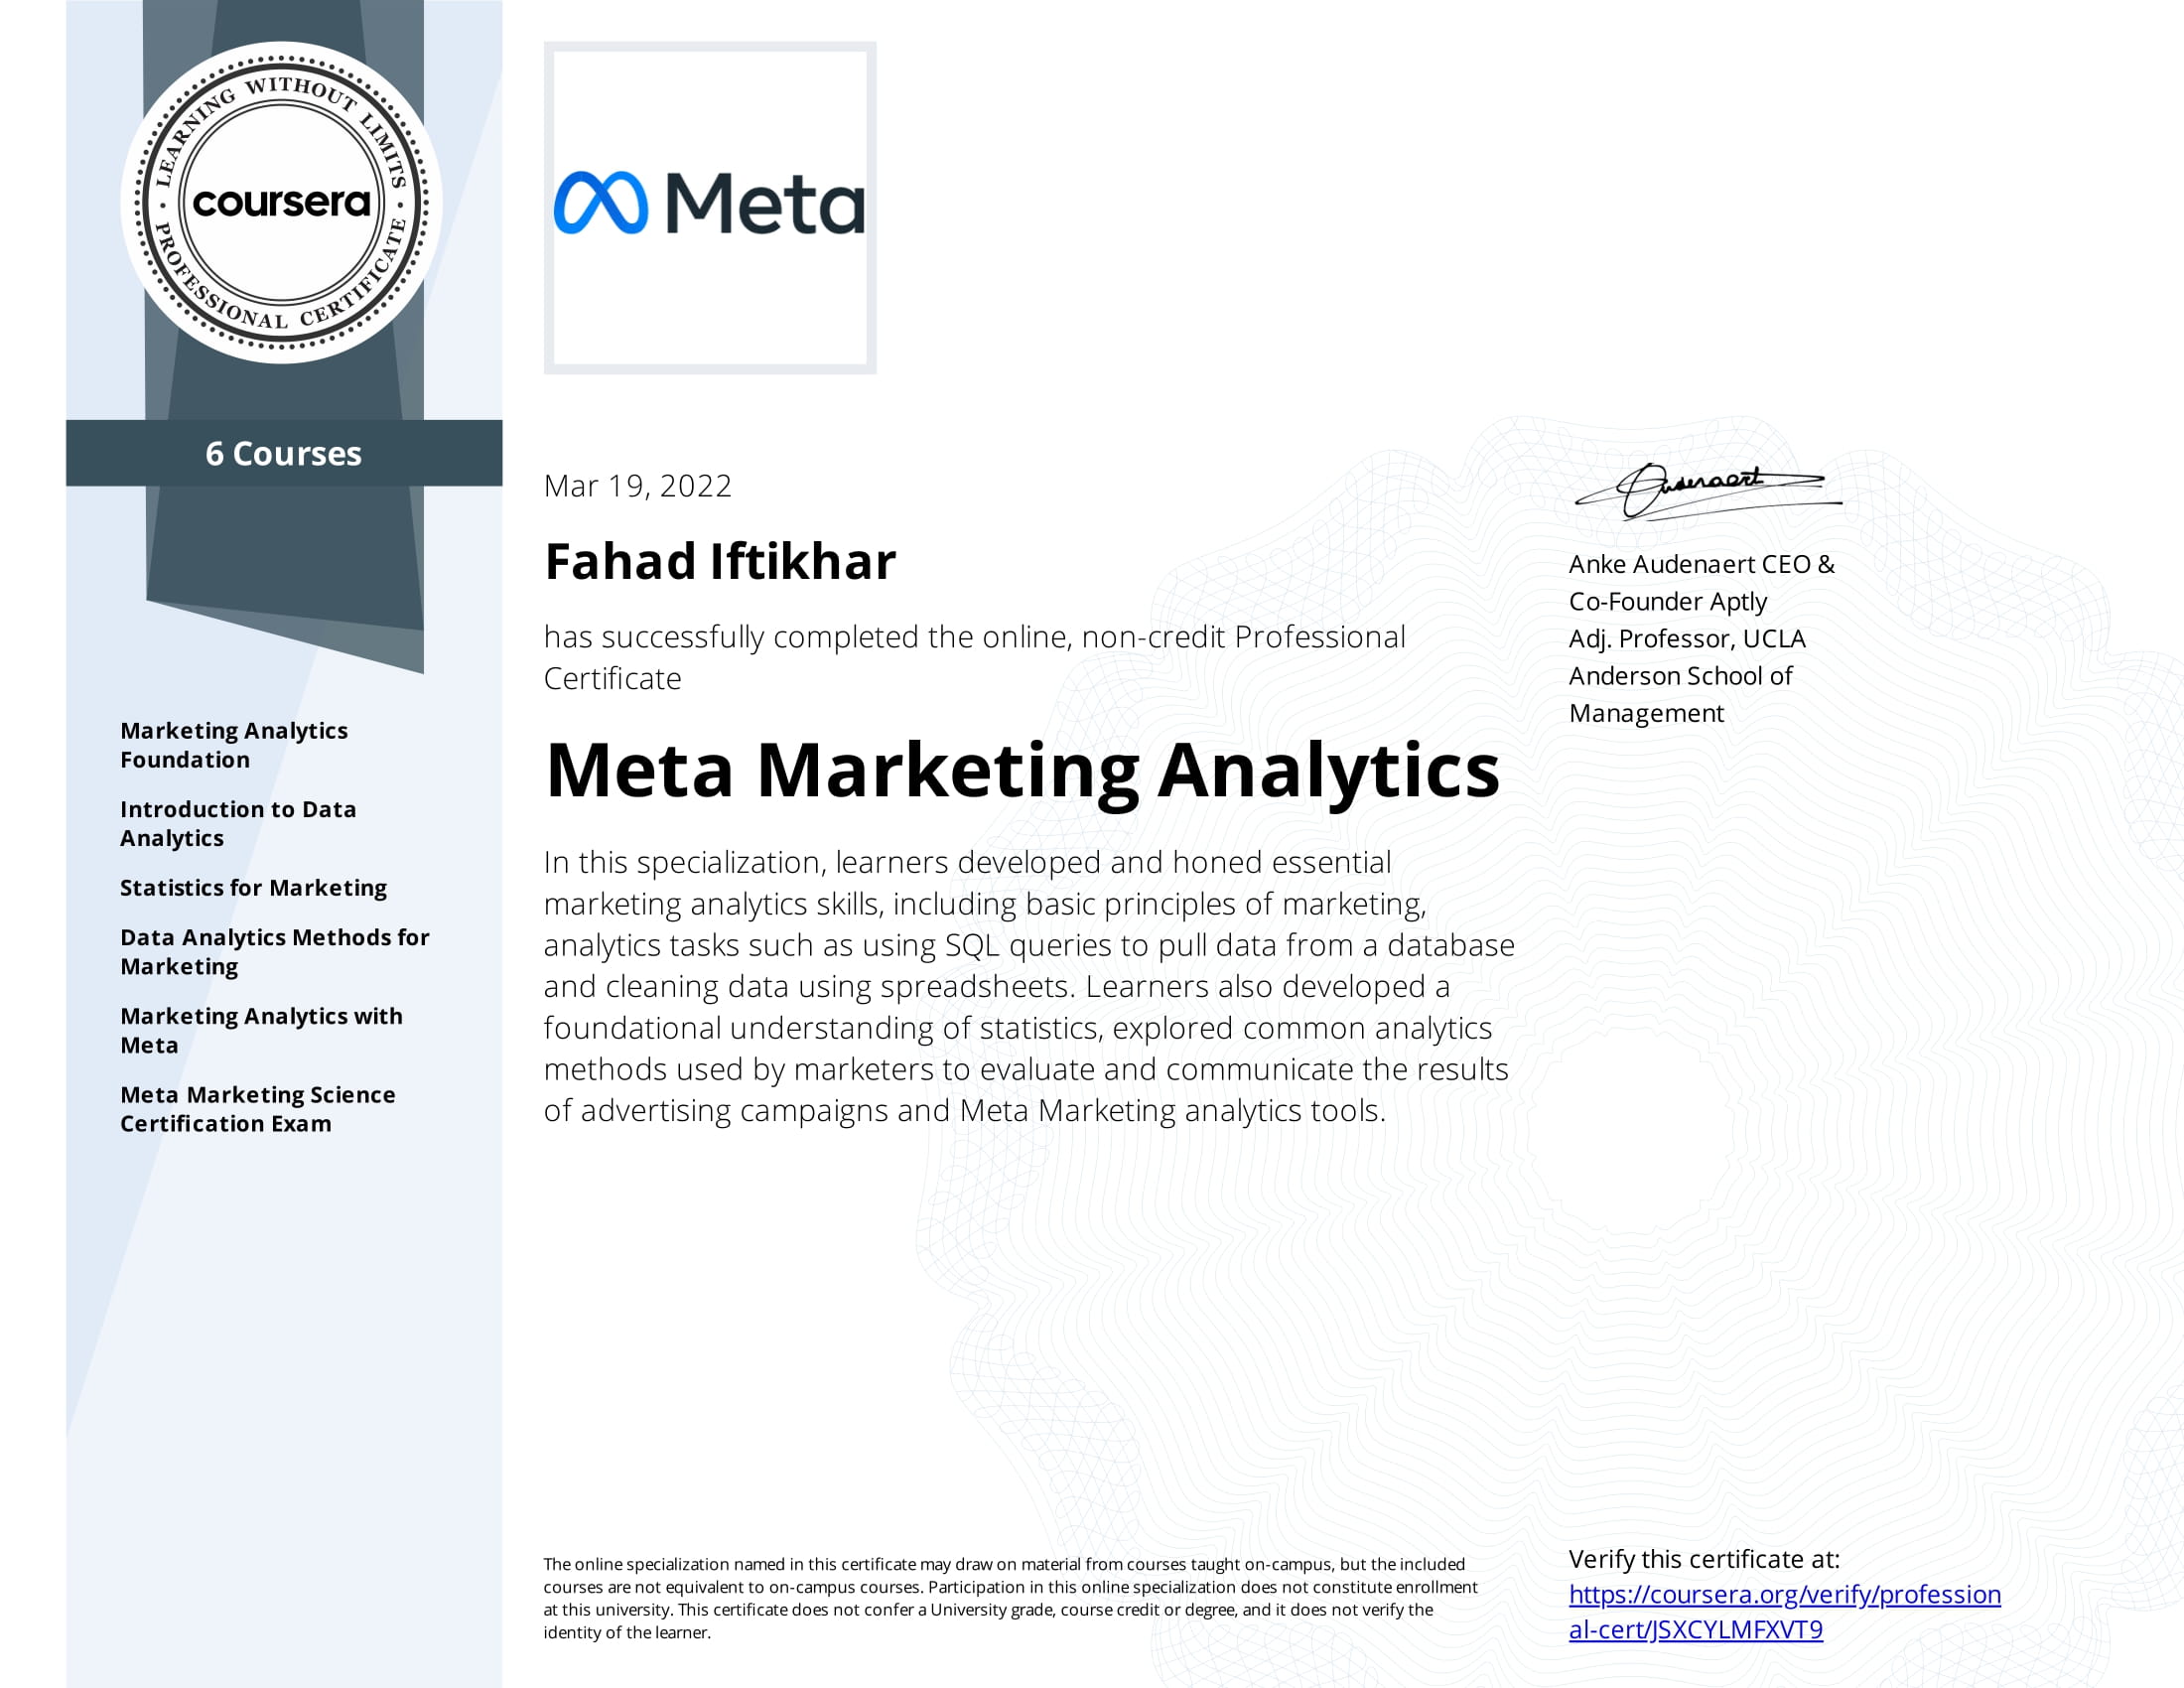 LEARNING WITHOUT LIMITS
coursera
PROFESSIONAL CERTIFICATE
6 Courses
Marketing Analytics
Foundation
Introduction to Data
Analytics
Statistics for Marketing
Data Analytics Methods for
Marketing
Marketing Analytics with
Meta
Meta Marketing Science
Certification Exam
Meta
Mar 19, 2022
Fahad Iftikhar
has successfully completed the online, non-credit Professional
Certificate
Meta Marketing Analytics
In this specialization, learners developed and honed essential
marketing analytics skills, including basic principles of marketing,
analytics tasks such as using SQL queries to pull data from a database
and cleaning data using spreadsheets. Learners also developed a
foundational understanding of statistics, explored common analytics
methods used by marketers to evaluate and communicate the results
of advertising campaigns and Meta Marketing analytics tools.
The online specialization named in this certificate may draw on material from courses taught on-campus, but the included
courses are not equivalent to on-campus courses. Participation in this online specialization does not constitute enrollment
at this university. This certificate does not confer a University grade, course credit or degree, and it does not verify the
identity of the learner.
Audenaert
Anke Audenaert CEO &
Co-Founder Aptly
Adj. Professor, UCLA
Anderson School of
Management
Verify this certificate at:
https://coursera.org/verify/profession
al-cert/JSXCYLMFXVT9